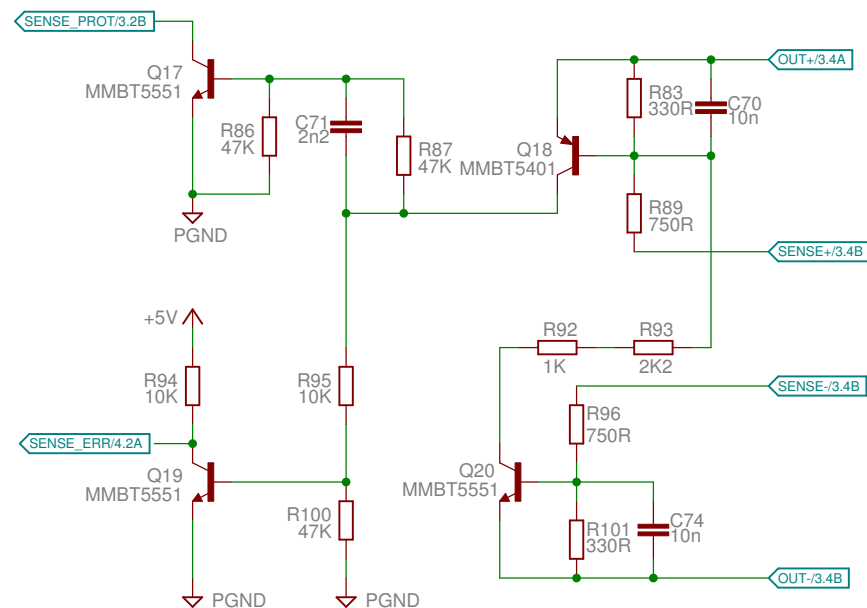 SENSE_PROT/3.2B
OUT+/3.4A
Q17
MMBT5551
R83
330R
C70
10n
R86
47K
C71
2n2
R87
47K
Q18
MMBT5401
R89
750R
PGND
SENSE+/3.4B
+5V
R92
1K
R93
2K2
R94
10K
R95
10K
SENSE-/3.4B
R96
750R
SENSE_ERR/4.2A
Q19
MMBT5551
Q20
MMBT5551
R100
47K
R101
330R
C74
10n
OUT-/3.4B
PGND
PGND